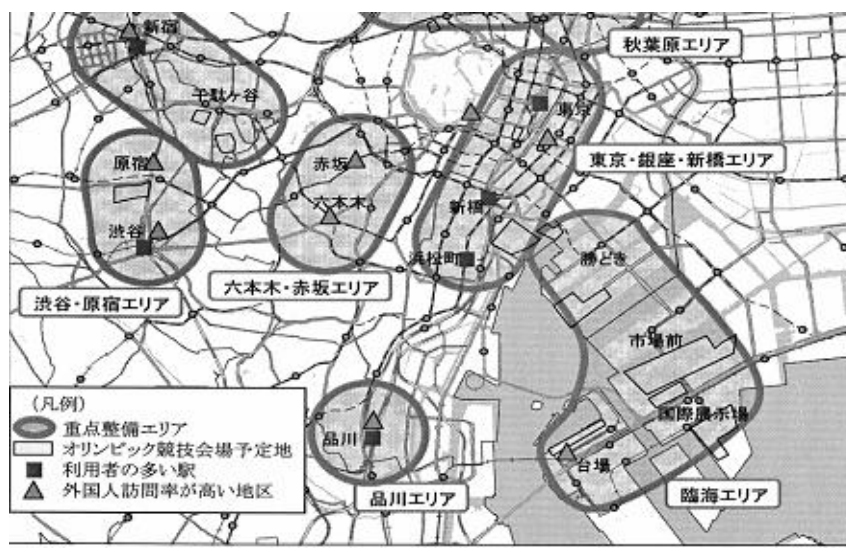 新宿
千駄ヶ谷
秋葉原エリア
東京
東京・銀座・新橋エリア
原宿
赤坂
六本木
新橋
渋谷
浜松町
勝どき
渋谷・原宿エリア
六本木・赤坂エリア
市場前
国際展示場
台場
品川
品川エリア
臨海エリア
(凡例)
重点整備エリア
オリンピック競技会場予定地
利用者の多い駅
外国人訪問率が高い地区